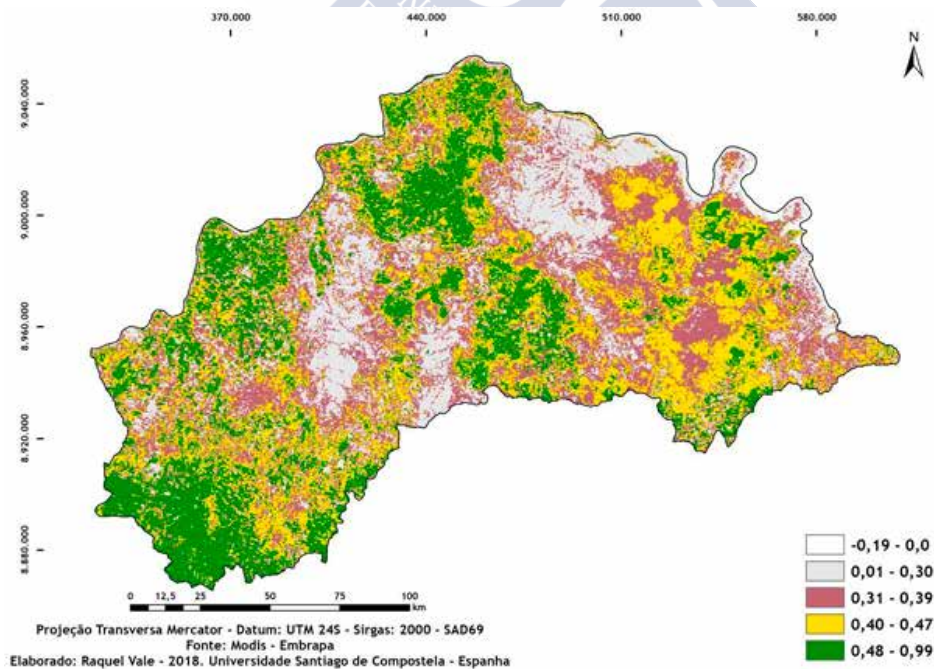 370.000 440.000 510.000 580.000
N
9.040.000
9.000.000
8.960.000
8.920.000
8.880.000
0 12,5 25 50 75 100
km
-0,19 - 0,0
0,01 - 0,30
0,31 - 0,39
0,40 - 0,47
0,48 - 0,99
Projeção Transversa Mercator - Datum: UTM 24S - Sirgas: 2000 - SAD69
Fonte: Modis - Embrapa
Elaborado: Raquel Vale - 2018. Universidade Santiago de Compostela - Espanha